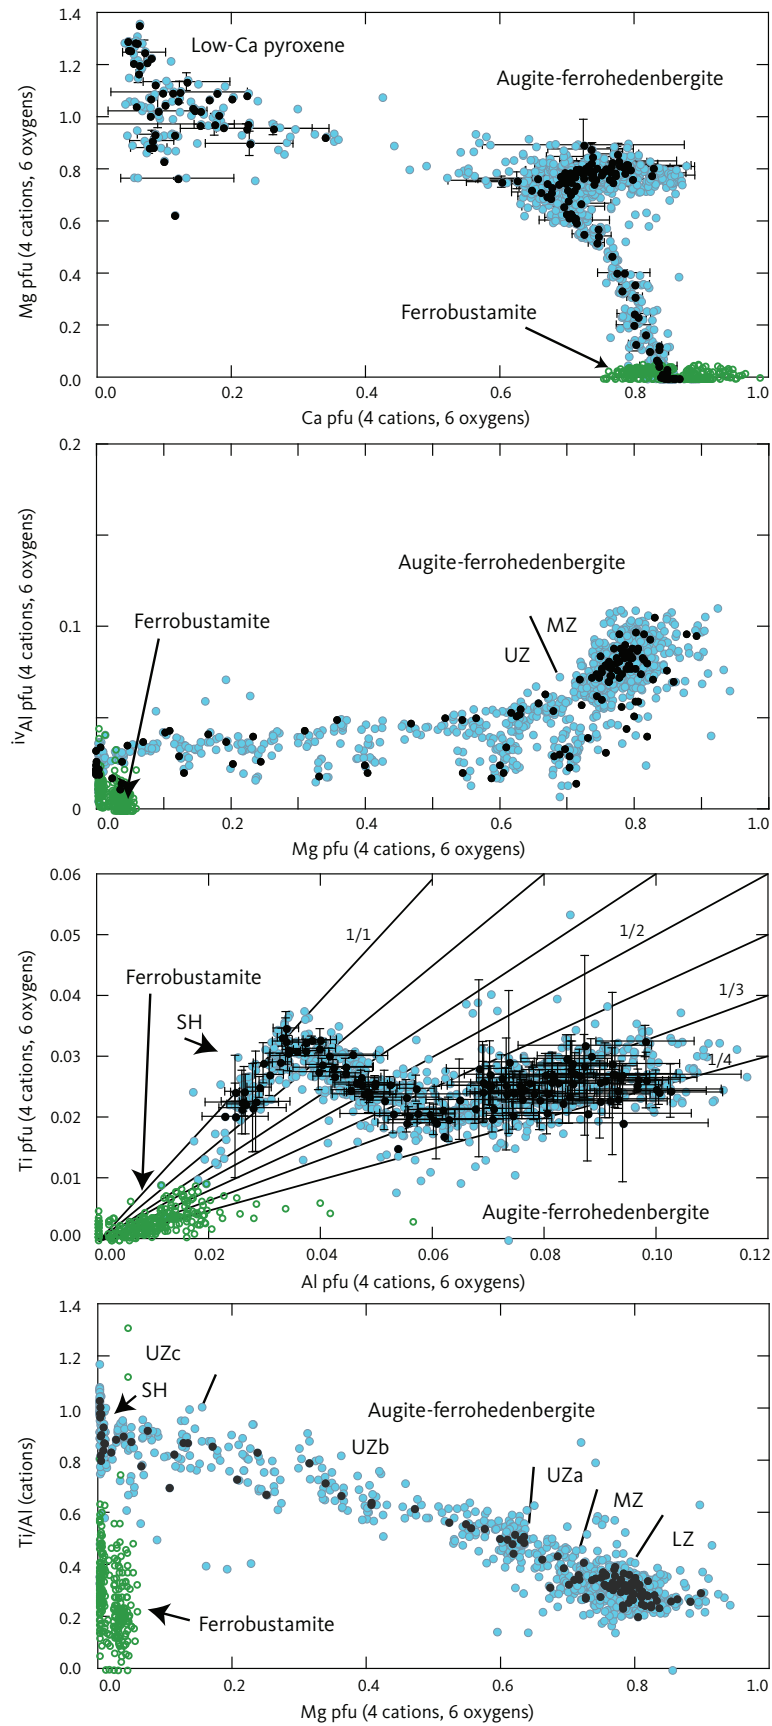 1.4
Low-Ca pyroxene
Augite-ferrohedenbergite
1.2
1.0
0.8
0.6
0.4
0.2
0.0
Mg pfu (4 cations, 6 oxygens)
Ferrobustamite
0.0 0.2 0.4 0.6 0.8 1.0
Ca pfu (4 cations, 6 oxygens)
0.2
Augite-ferrohedenbergite
Ferrobustamite
MZ
UZ
0.1
0
ivAl pfu (4 cations, 6 oxygens)
0.0 0.2 0.4 0.6 0.8 1.0
Mg pfu (4 cations, 6 oxygens)
0.06
0.05
0.04
0.03
0.02
0.01
0.00
Ti pfu (4 cations, 6 oxygens)
1/1
1/2
1/3
1/4
Ferrobustamite
SH
Augite-ferrohedenbergite
0.00 0.02 0.04 0.06 0.08 0.10 0.12
Al pfu (4 cations, 6 oxygens)
1.4
1.2
1.0
0.8
0.6
0.4
0.2
0.0
Ti/Al (cations)
UZc
SH
Augite-ferrohedenbergite
UZb
UZa
MZ
LZ
Ferrobustamite
0.0 0.2 0.4 0.6 0.8 1.0
Mg pfu (4 cations, 6 oxygens)